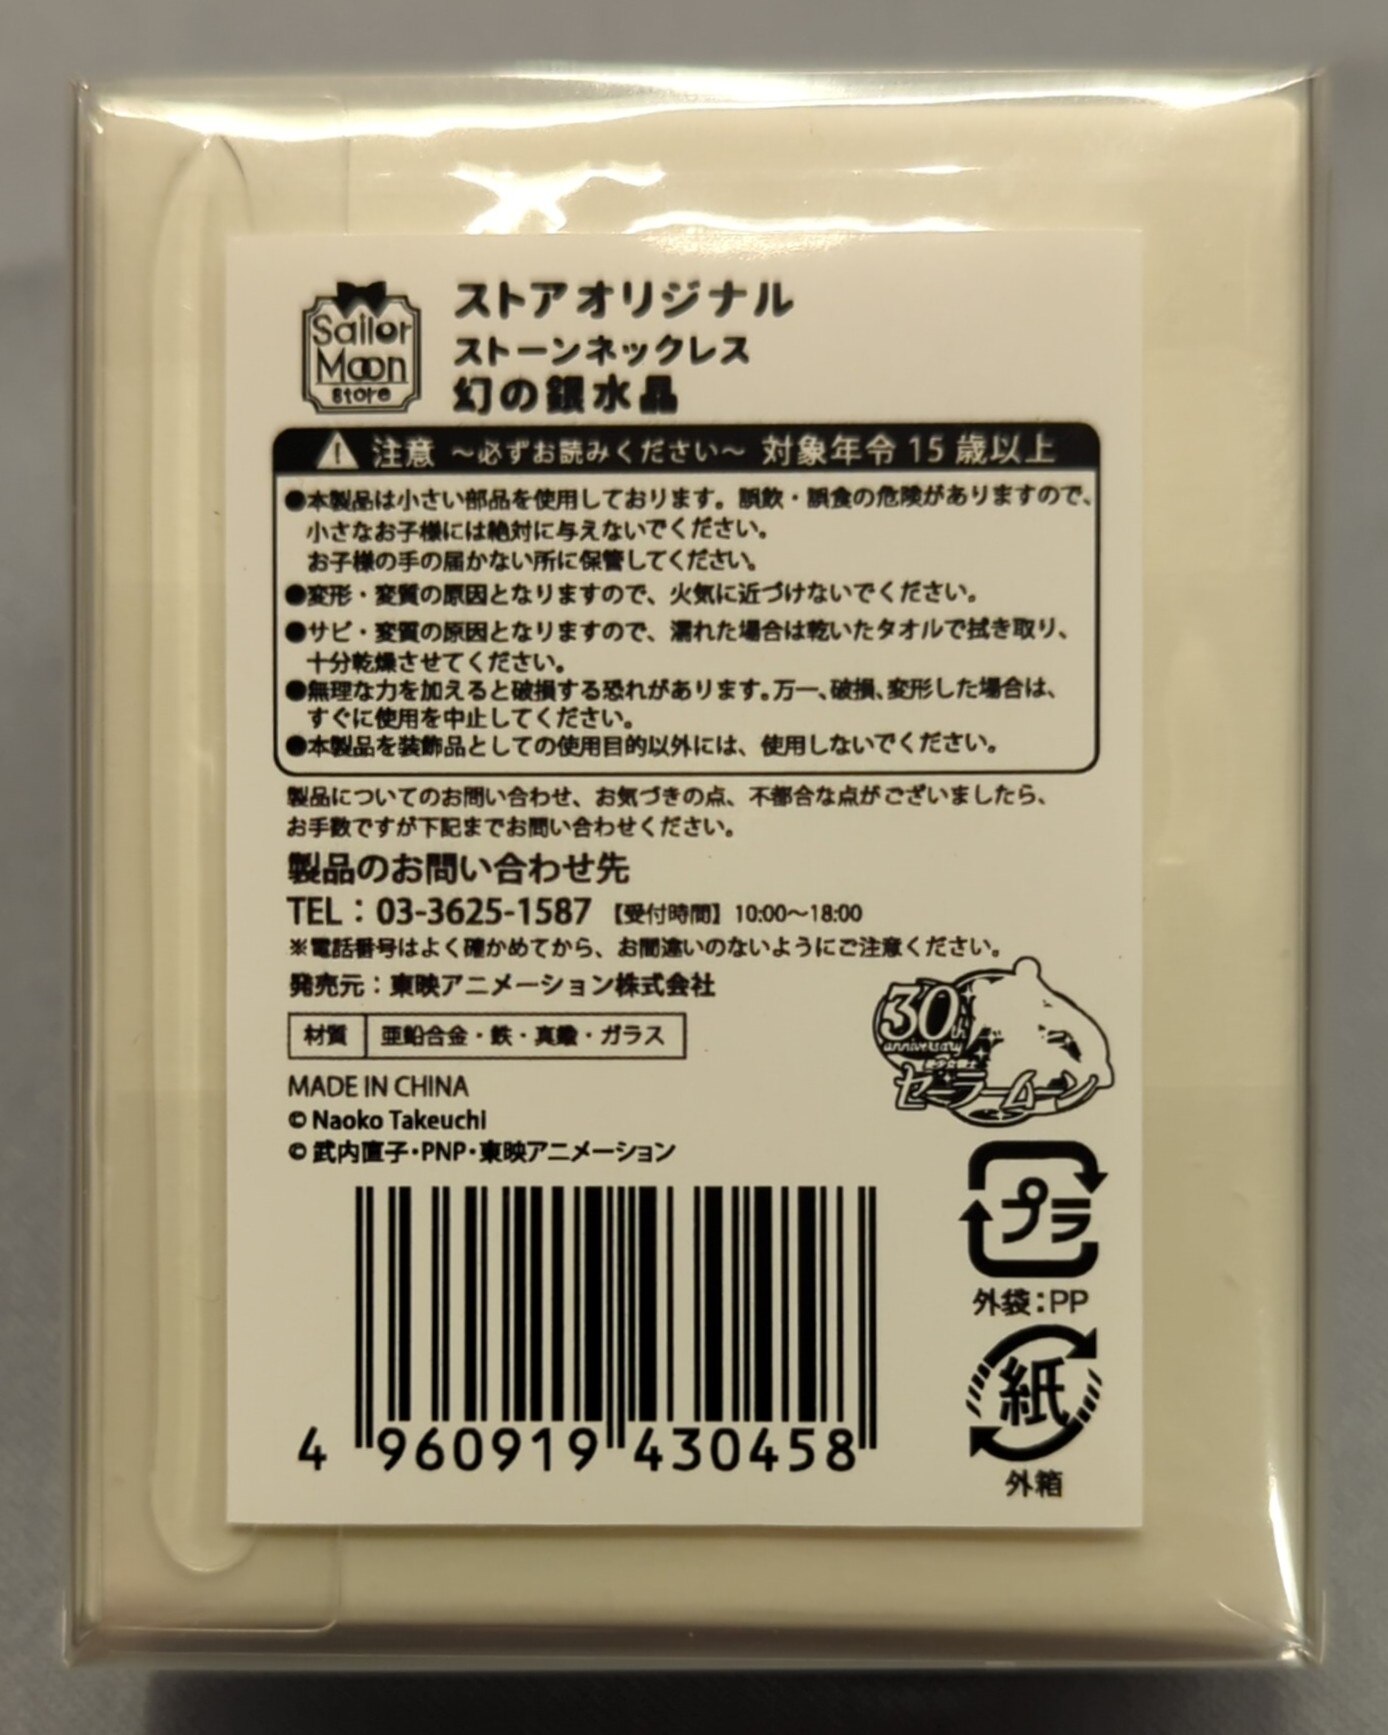 Sailor
Moon
store
ストアオリジナル
ストーンネックレス
幻の銀水晶
注意 ～必ずお読みください～ 対象年令 15 歳以上
●本製品は小さい部品を使用しております。誤飲・誤食の危険がありますので、
小さなお子様には絶対に与えないでください。
お子様の手の届かない所に保管してください。
●変形・変質の原因となりますので、火気に近づけないでください。
●サビ・変質の原因となりますので、濡れた場合は乾いたタオルで拭き取り、
十分乾燥させてください。
●無理な力を加えると破損する恐れがあります。万一、破損、変形した場合は、
すぐに使用を中止してください。
●本製品を装飾品としての使用目的以外には、使用しないでください。
製品についてのお問い合わせ、お気づきの点、不都合な点がございましたら、
お手数ですが下記までお問い合わせください。
製品のお問い合わせ先
TEL：03-3625-1587 【受付時間】10:00～18:00
※電話番号はよく確かめてから、お間違いのないようにご注意ください。
発売元：東映アニメーション株式会社
材質 亜鉛合金・鉄・真鍮・ガラス
MADE IN CHINA
© Naoko Takeuchi
© 武内直子・PNP・東映アニメーション
30th
anniversary
セーラームーン
プラ
外袋：PP
紙
外箱
4 960919 430458